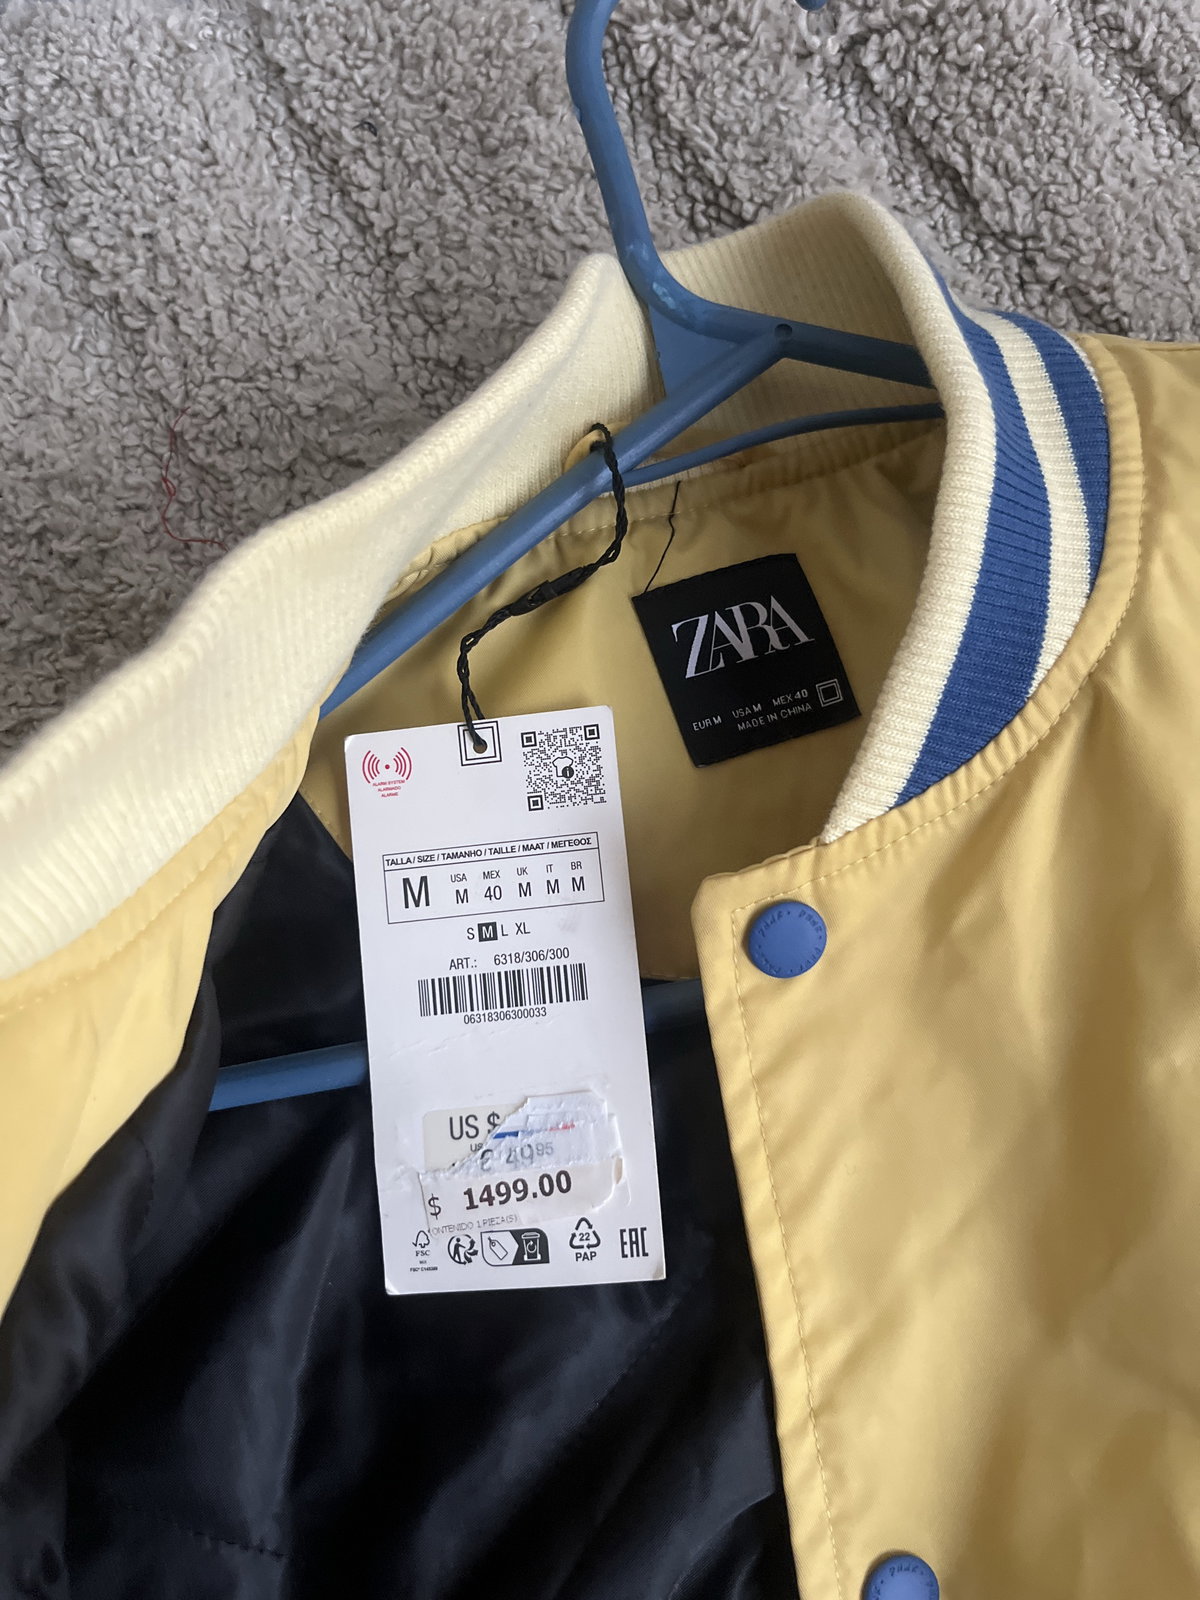 ZARA
EUR M USA M MEX 40
MADE IN CHINA
ALARM SYSTEM
ALARMADO
ALARME
TALLA / SIZE / TAMANHO / TAILLE / MAAT / ΜΕΓΕΘΟΣ
M
USA MEX UK IT BR
M 40 M M M
S M L XL
ART.: 6318/306/300
06318306300033
US $
95
$ 1499.00
CONTENIDO 1 PIEZA(S)
FSC
MIX
22
PAP
EAC